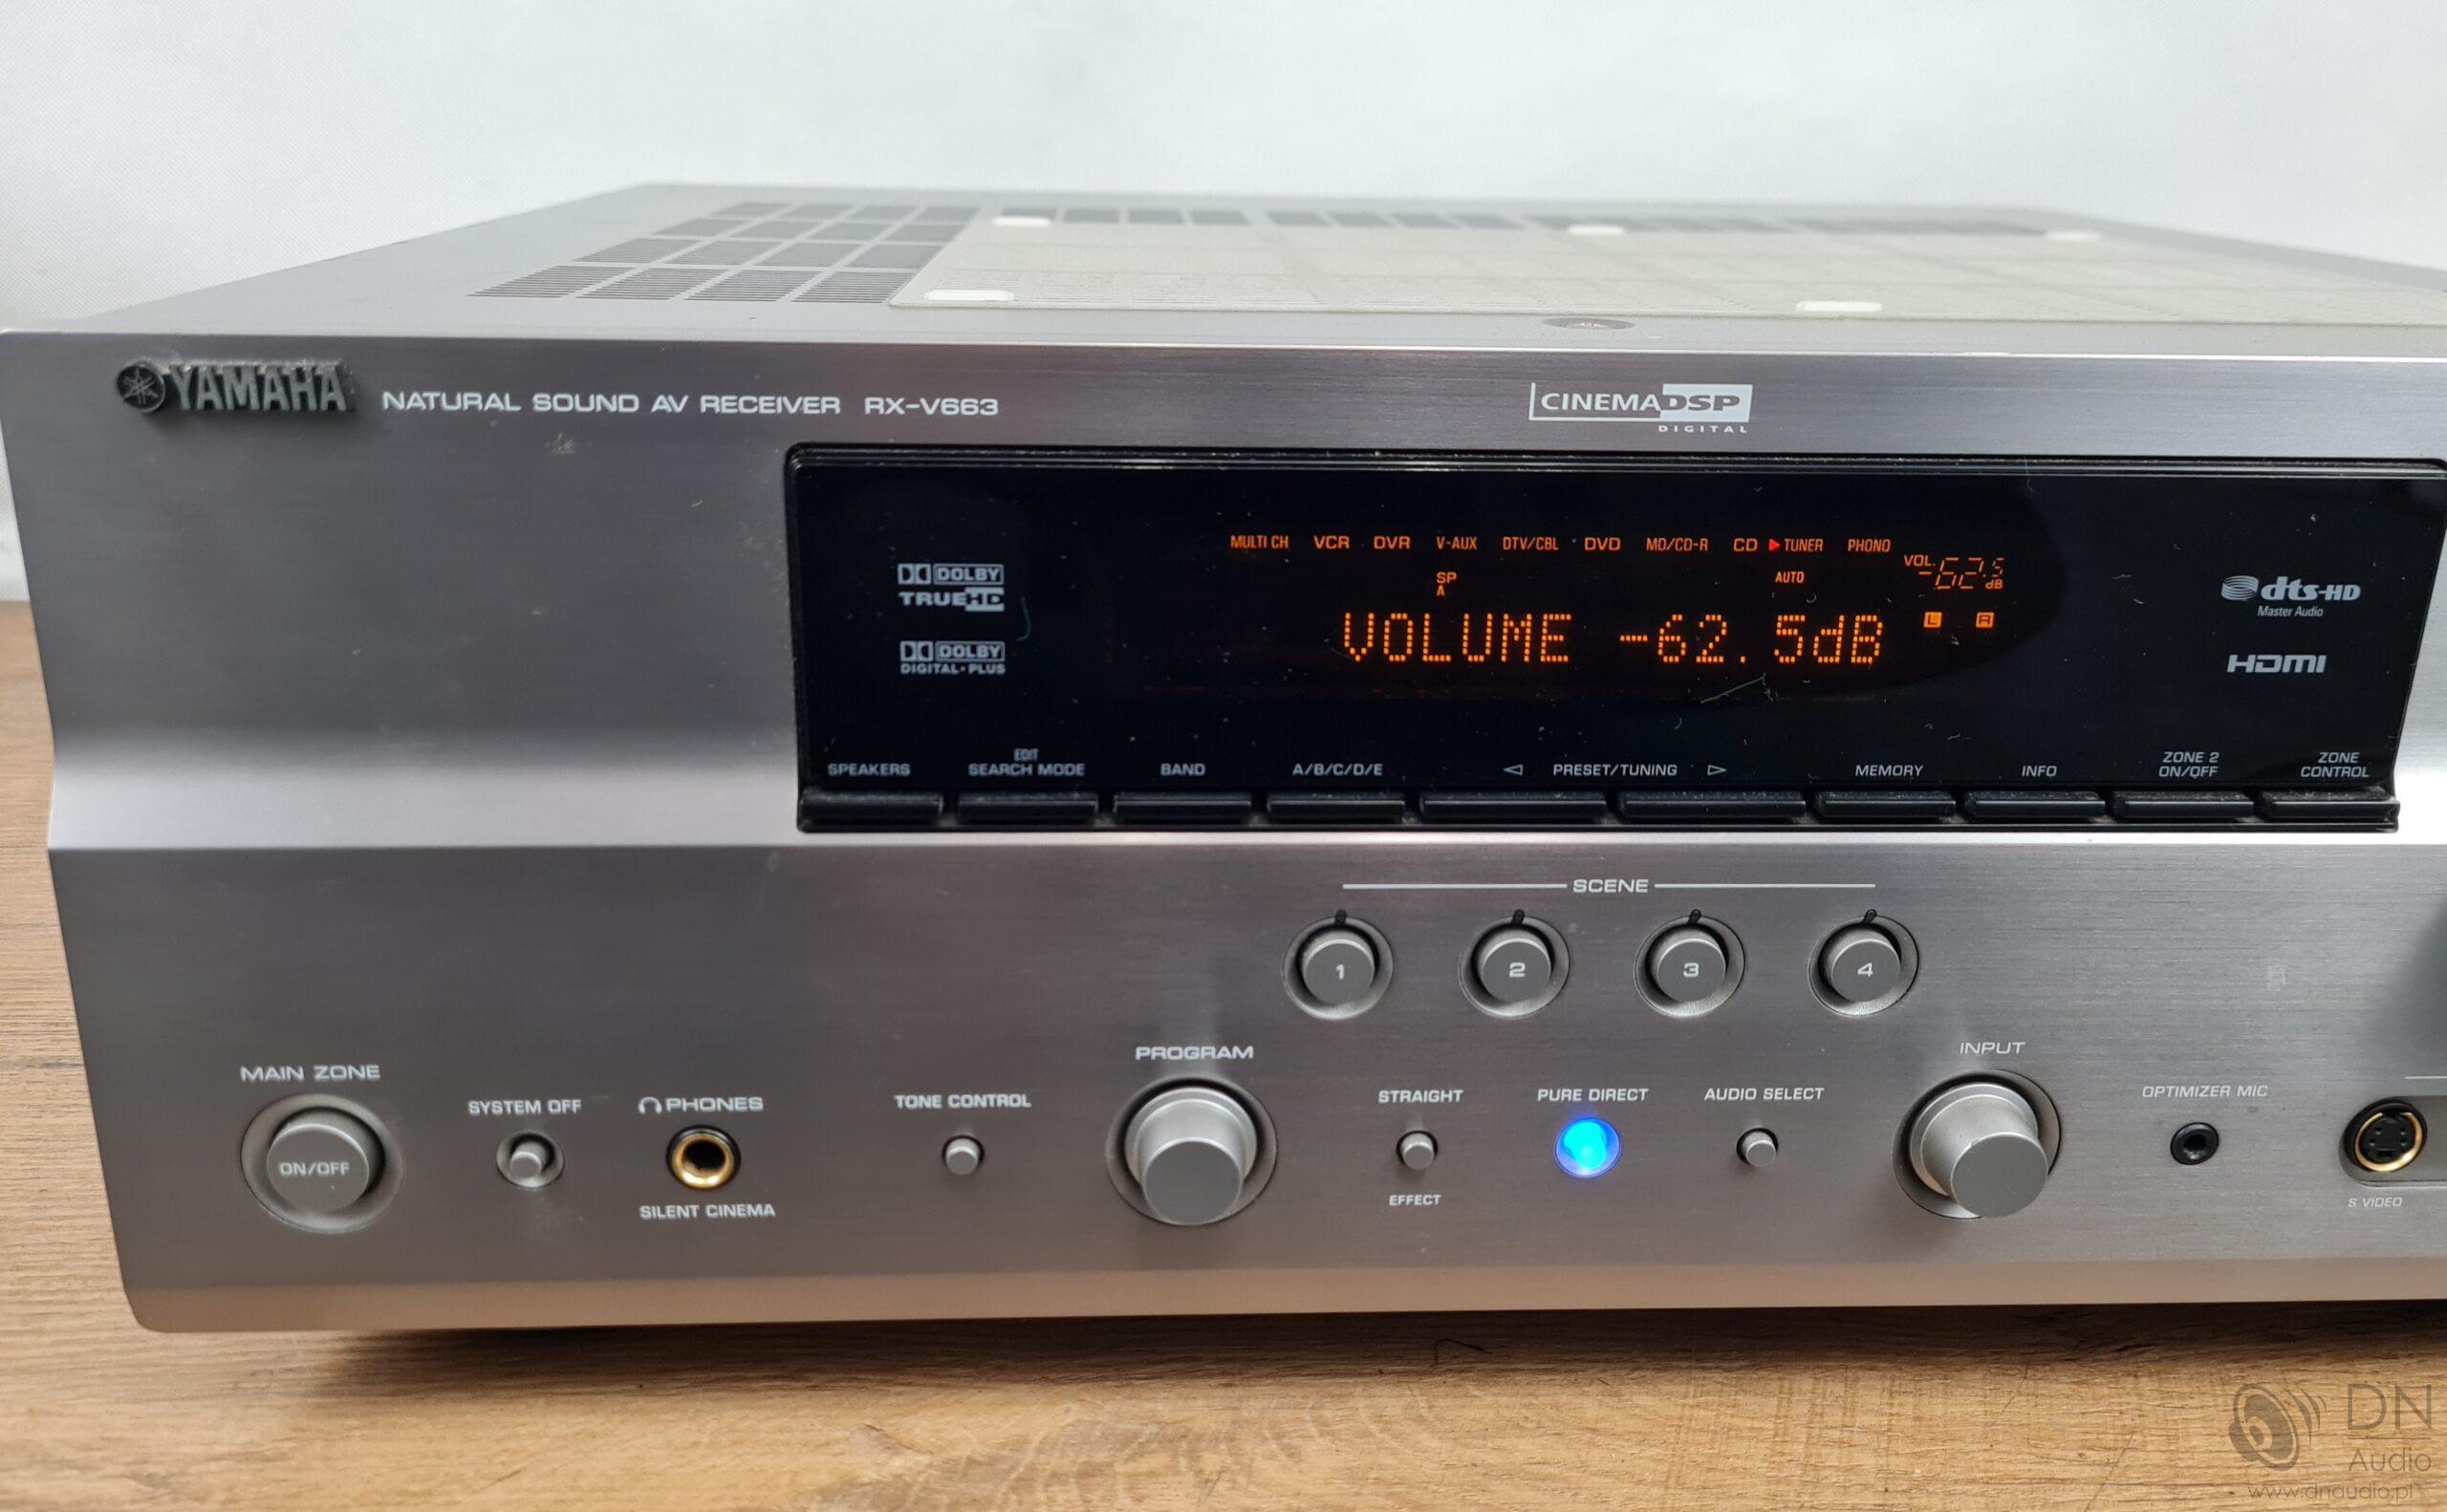 YAMAHA NATURAL SOUND AV RECEIVER RX-V663
CINEMA DSP
DIGITAL
MULTI CH VCR DVR V-AUX DTV/CBL DVD MD/CD-R CD TUNER PHONO
VOL. -62.5 dB
SP
A
AUTO
DOLBY
TRUEHD
VOLUME -62.5dB
L R
DOLBY
DIGITAL PLUS
dts-HD
Master Audio
HDMI
SPEAKERS
EDIT
SEARCH MODE
BAND
A/B/C/D/E
PRESET/TUNING
MEMORY
INFO
ZONE 2
ON/OFF
ZONE
CONTROL
SCENE
1 2 3 4
MAIN ZONE
ON/OFF
SYSTEM OFF
PHONES
SILENT CINEMA
TONE CONTROL
PROGRAM
STRAIGHT
EFFECT
PURE DIRECT
AUDIO SELECT
INPUT
OPTIMIZER MIC
S VIDEO
DN
Audio
www.dnaudio.pl